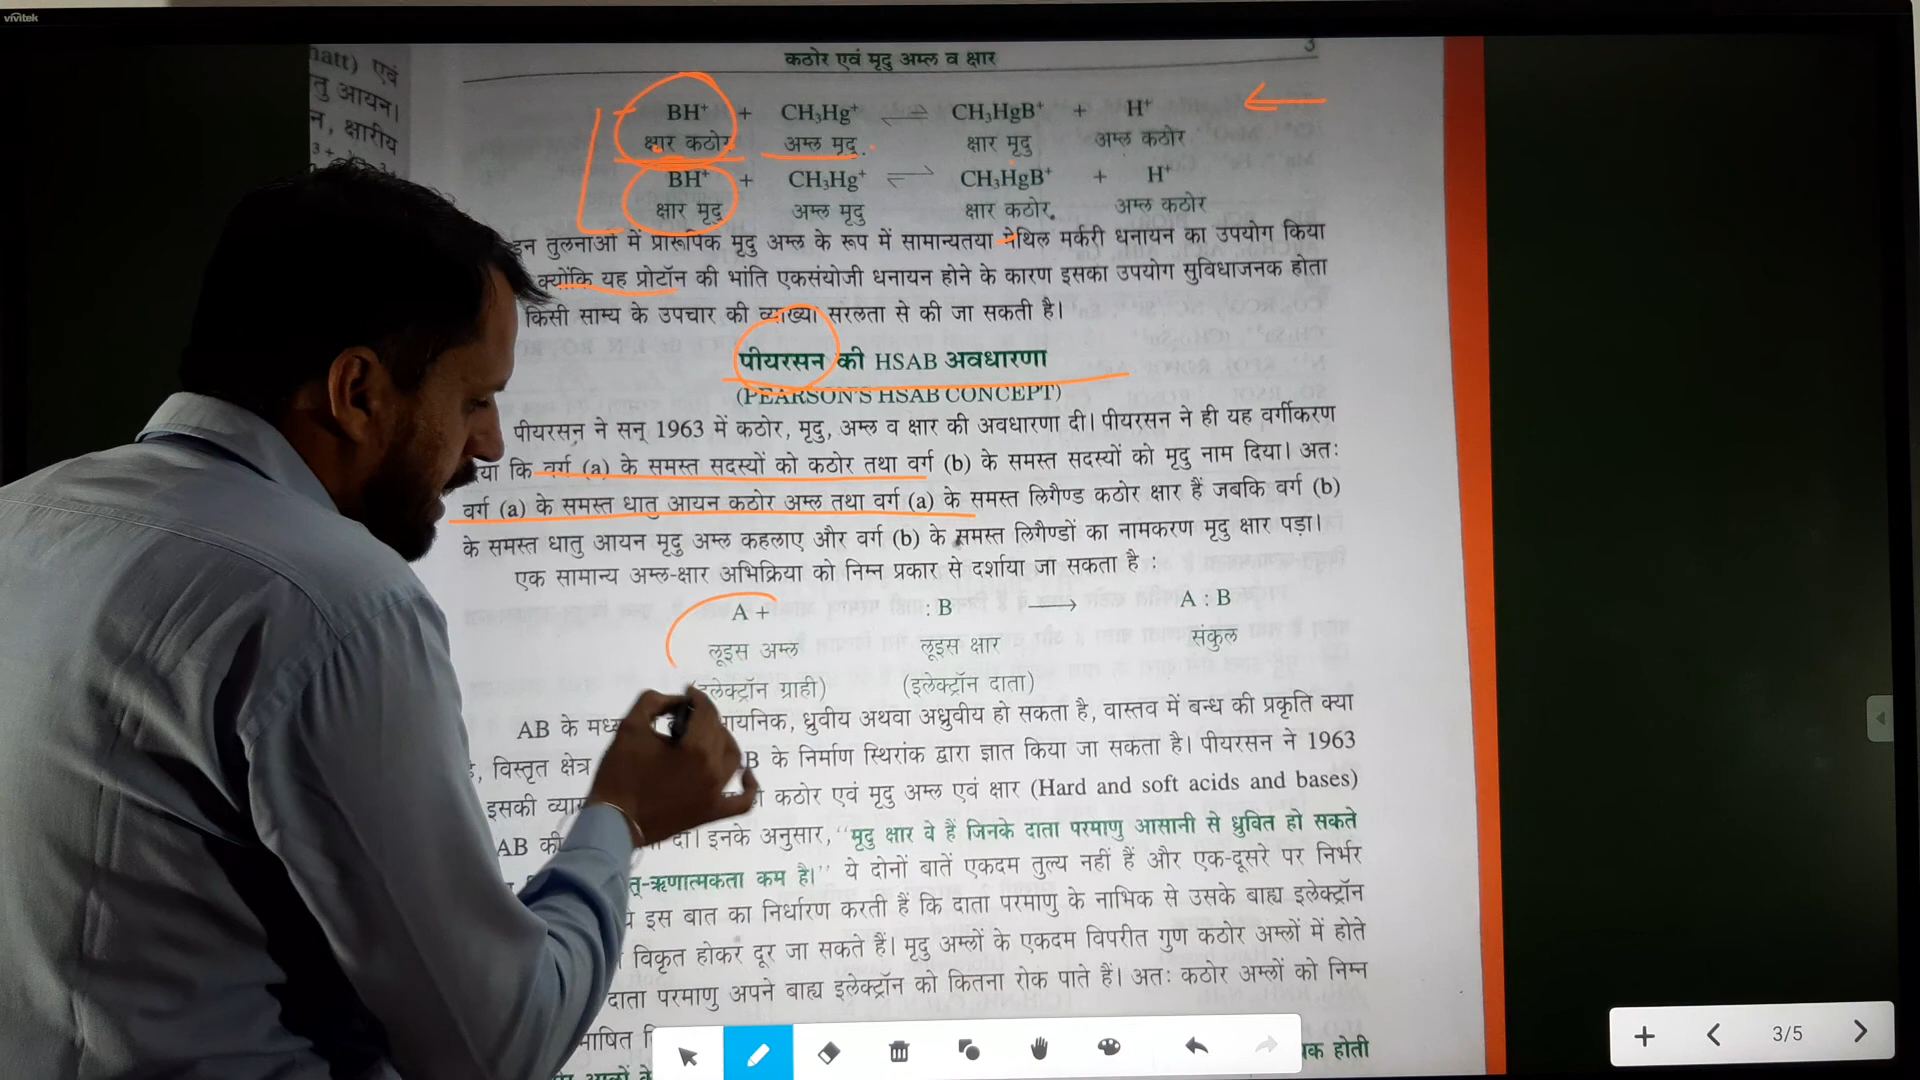 vivitek
hatt) एवं
तु आयन।
न, क्षारीय
कठोर एवं मृदु अम्ल व क्षार 3
BH⁺ + CH₃Hg⁺ ⇌ CH₃HgB⁺ + H⁺
क्षार कठोर अम्ल मृदु क्षार मृदु अम्ल कठोर
BH⁺ + CH₃Hg⁺ ⇌ CH₃HgB⁺ + H⁺
क्षार मृदु अम्ल मृदु क्षार कठोर अम्ल कठोर
इन तुलनाओं में प्रारूपिक मृदु अम्ल के रूप में सामान्यतया मेथिल मर्करी धनायन का उपयोग किया
क्योंकि यह प्रोटॉन की भांति एकसंयोजी धनायन होने के कारण इसका उपयोग सुविधाजनक होता
किसी साम्य के उपचार की व्याख्या सरलता से की जा सकती है।
पीयरसन की HSAB अवधारणा
(PEARSON'S HSAB CONCEPT)
पीयरसन ने सन् 1963 में कठोर, मृदु, अम्ल व क्षार की अवधारणा दी। पीयरसन ने ही यह वर्गीकरण
कि वर्ग (a) के समस्त सदस्यों को कठोर तथा वर्ग (b) के समस्त सदस्यों को मृदु नाम दिया। अतः
वर्ग (a) के समस्त धातु आयन कठोर अम्ल तथा वर्ग (a) के समस्त लिगैण्ड कठोर क्षार हैं जबकि वर्ग (b)
के समस्त धातु आयन मृदु अम्ल कहलाए और वर्ग (b) के समस्त लिगैण्डों का नामकरण मृदु क्षार पड़ा।
एक सामान्य अम्ल-क्षार अभिक्रिया को निम्न प्रकार से दर्शाया जा सकता है :
A + : B → A : B
लूइस अम्ल लूइस क्षार संकुल
(इलेक्ट्रॉन ग्राही) (इलेक्ट्रॉन दाता)
AB के मध्य आयनिक, ध्रुवीय अथवा अध्रुवीय हो सकता है, वास्तव में बन्ध की प्रकृति क्या
है, विस्तृत क्षेत्र B के निर्माण स्थिरांक द्वारा ज्ञात किया जा सकता है। पीयरसन ने 1963
इसकी कठोर एवं मृदु अम्ल एवं क्षार (Hard and soft acids and bases)
AB की दी। इनके अनुसार, "मृदु क्षार वे हैं जिनके दाता परमाणु आसानी से ध्रुवित हो सकते
त्-ऋणात्मकता कम है।" ये दोनों बातें एकदम तुल्य नहीं हैं और एक-दूसरे पर निर्भर
इस बात का निर्धारण करती हैं कि दाता परमाणु के नाभिक से उसके बाह्य इलेक्ट्रॉन
विकृत होकर दूर जा सकते हैं। मृदु अम्लों के एकदम विपरीत गुण कठोर अम्लों में होते
दाता परमाणु अपने बाह्य इलेक्ट्रॉन को कितना रोक पाते हैं। अतः कठोर अम्लों को निम्न
होती
3/5